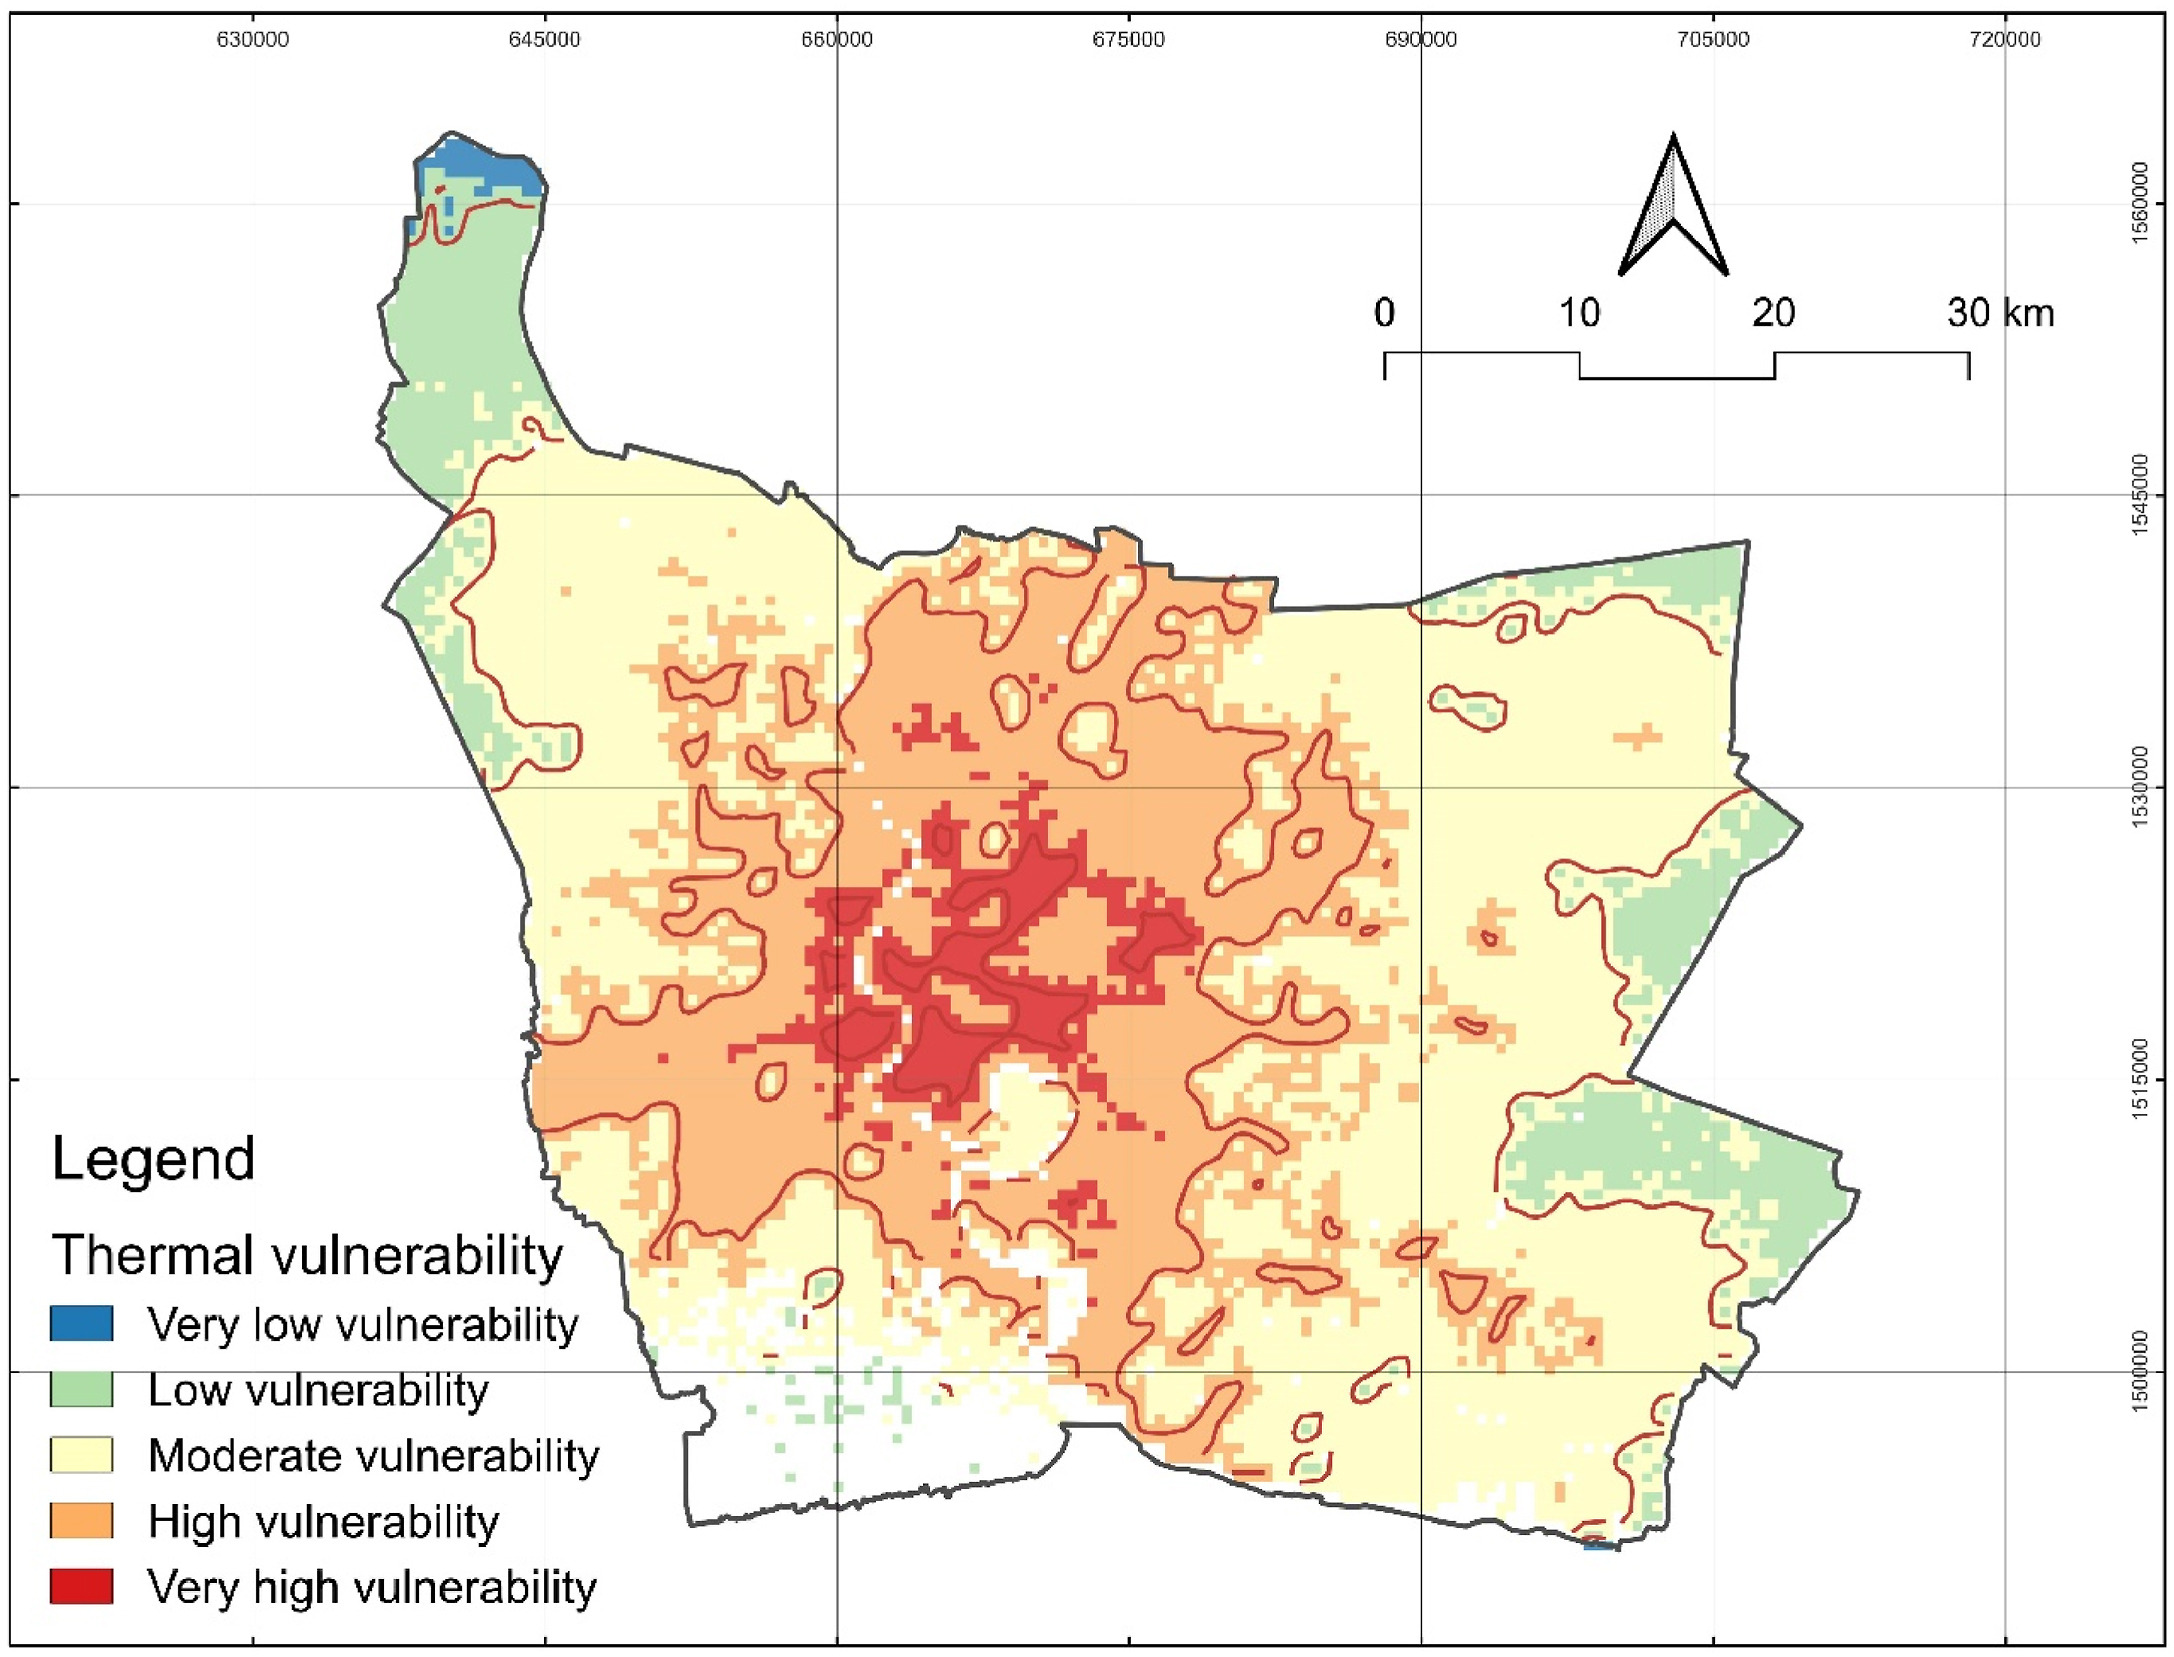 630000 645000 660000 675000 690000 705000 720000
1560000
0 10 20 30 km
1545000
1530000
1515000
Legend
Thermal vulnerability
Very low vulnerability
1500000
Low vulnerability
Moderate vulnerability
High vulnerability
Very high vulnerability